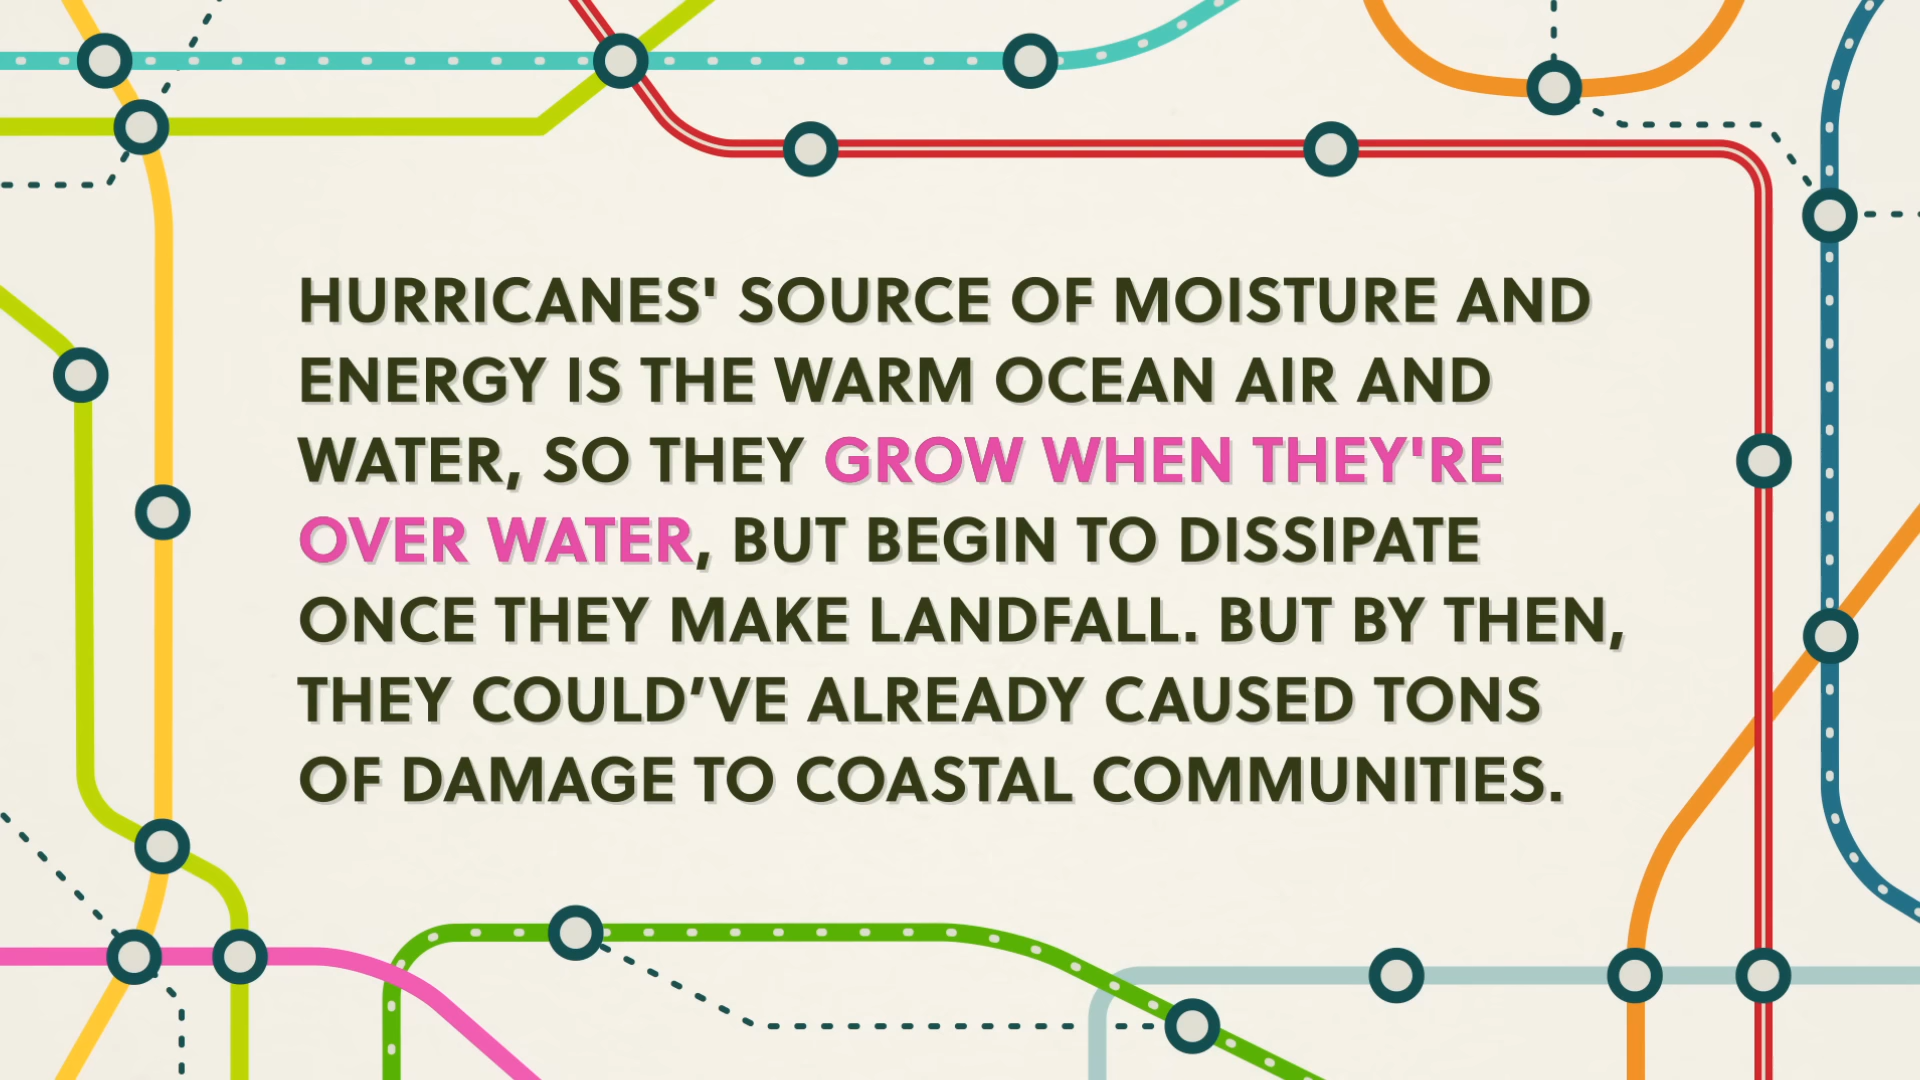 HURRICANES' SOURCE OF MOISTURE AND
ENERGY IS THE WARM OCEAN AIR AND
WATER, SO THEY GROW WHEN THEY'RE
OVER WATER, BUT BEGIN TO DISSIPATE
ONCE THEY MAKE LANDFALL. BUT BY THEN,
THEY COULD’VE ALREADY CAUSED TONS
OF DAMAGE TO COASTAL COMMUNITIES.